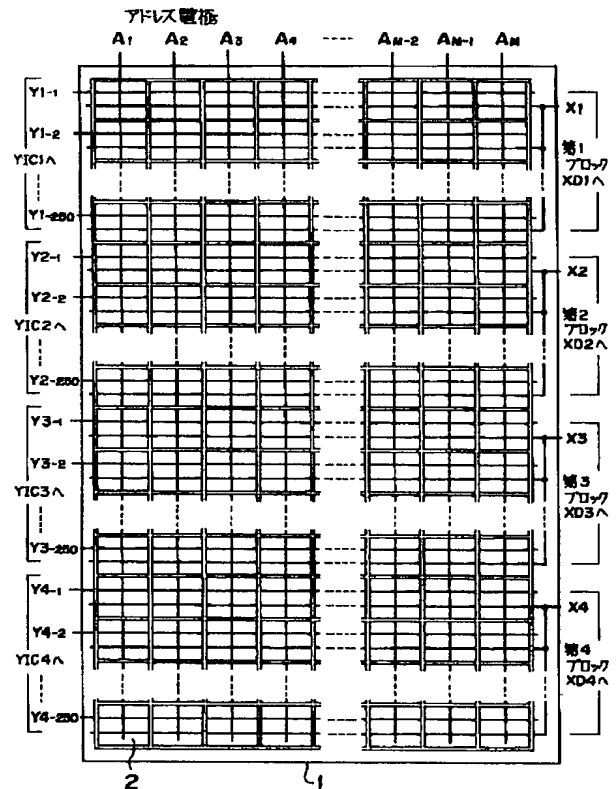 アドレス電極
A1 A2 A3 A4 AM-2 AM-1 AM
Y1-1
Y1-2
YIC1へ
Y1-250
Y2-1
Y2-2
YIC2へ
Y2-250
Y3-1
Y3-2
YIC3へ
Y3-250
Y4-1
Y4-2
YIC4へ
Y4-250
X1
第1
ブロック
XD1へ
X2
第2
ブロック
XD2へ
X3
第3
ブロック
XD3へ
X4
第4
ブロック
XD4へ
2
1